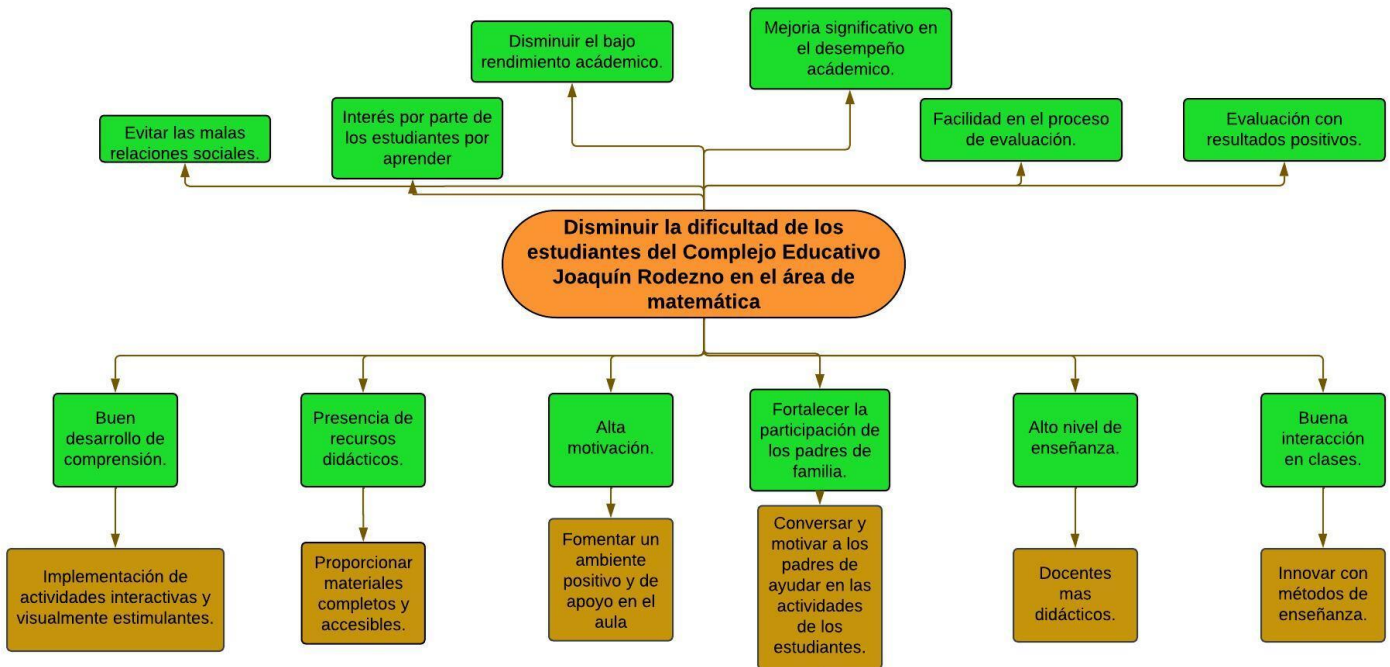 Disminuir el bajo
rendimiento académico.
Mejoria significativo en
el desempeño
académico.
Evitar las malas
relaciones sociales.
Interés por parte de
los estudiantes por
aprender
Facilidad en el proceso
de evaluación.
Evaluación con
resultados positivos.
Disminuir la dificultad de los
estudiantes del Complejo Educativo
Joaquín Rodezno en el área de
matemática
Buen
desarrollo de
comprensión.
Presencia de
recursos
didácticos.
Alta
motivación.
Fortalecer la
participación de
los padres de
familia.
Alto nivel de
enseñanza.
Buena
interacción
en clases.
Implementación de
actividades interactivas y
visualmente estimulantes.
Proporcionar
materiales
completos y
accesibles.
Fomentar un
ambiente
positivo y de
apoyo en el
aula
Conversar y
motivar a los
padres de
ayudar en las
actividades
de los
estudiantes.
Docentes
mas
didácticos.
Innovar con
métodos de
enseñanza.